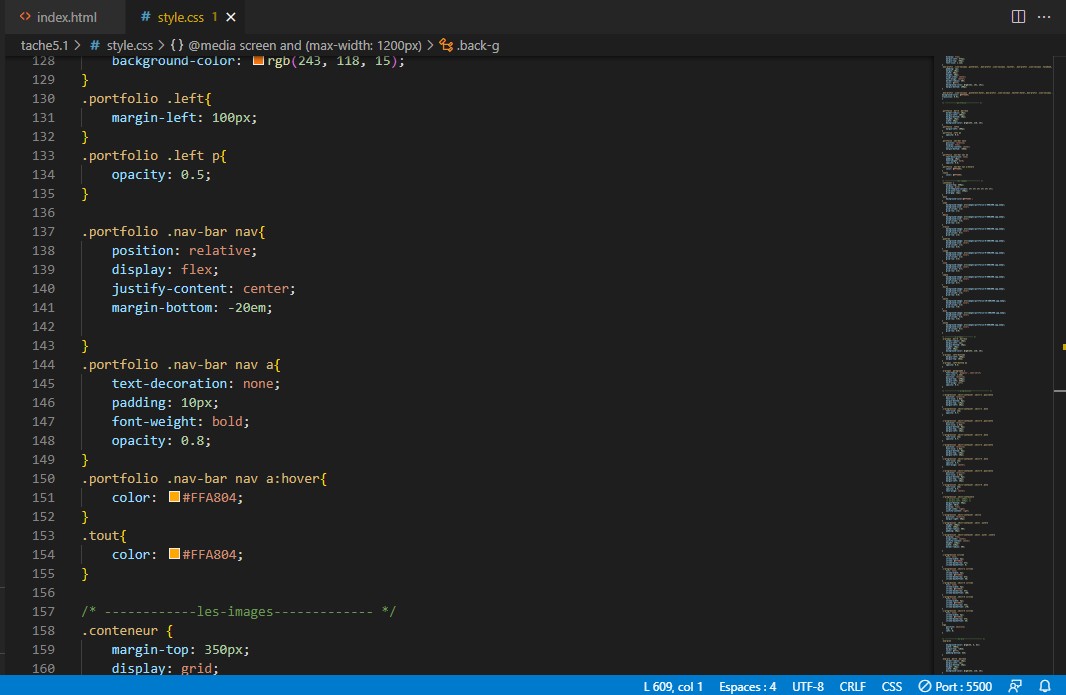 index.html
# style.css 1
tache5.1 > # style.css > {} @media screen and (max-width: 1200px) > .back-g
128 background-color: rgb(243, 118, 15);
129 }
130 .portfolio .left{
131 margin-left: 100px;
132 }
133 .portfolio .left p{
134 opacity: 0.5;
135 }
136
137 .portfolio .nav-bar nav{
138 position: relative;
139 display: flex;
140 justify-content: center;
141 margin-bottom: -20em;
142
143 }
144 .portfolio .nav-bar nav a{
145 text-decoration: none;
146 padding: 10px;
147 font-weight: bold;
148 opacity: 0.8;
149 }
150 .portfolio .nav-bar nav a:hover{
151 color: #FFA804;
152 }
153 .tout{
154 color: #FFA804;
155 }
156
157 /* ------------les-images------------- */
158 .conteneur {
159 margin-top: 350px;
160 display: grid;
L 609, col 1 Espaces : 4 UTF-8 CRLF CSS Port : 5500